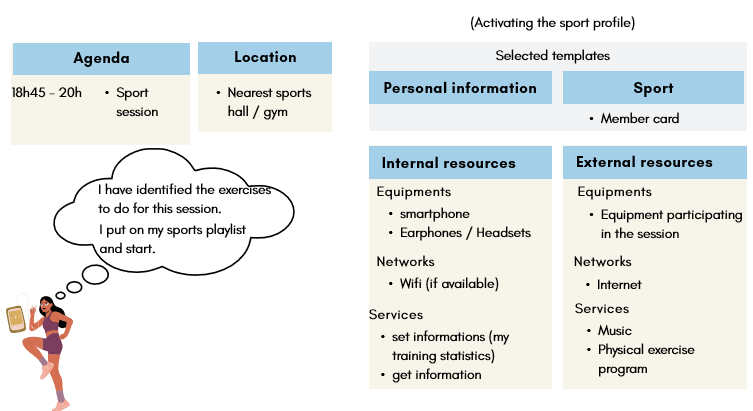 (Activating the sport profile)
Agenda
18h45 – 20h
• Sport
session
Location
• Nearest sports
hall / gym
I have identified the exercises
to do for this session.
I put on my sports playlist
and start.
Selected templates
Personal information
Sport
• Member card
Internal resources
Equipments
• smartphone
• Earphones / Headsets
Networks
• Wifi (if available)
Services
• set informations (my
training statistics)
• get information
External resources
Equipments
• Equipment participating
in the session
Networks
• Internet
Services
• Music
• Physical exercise
program